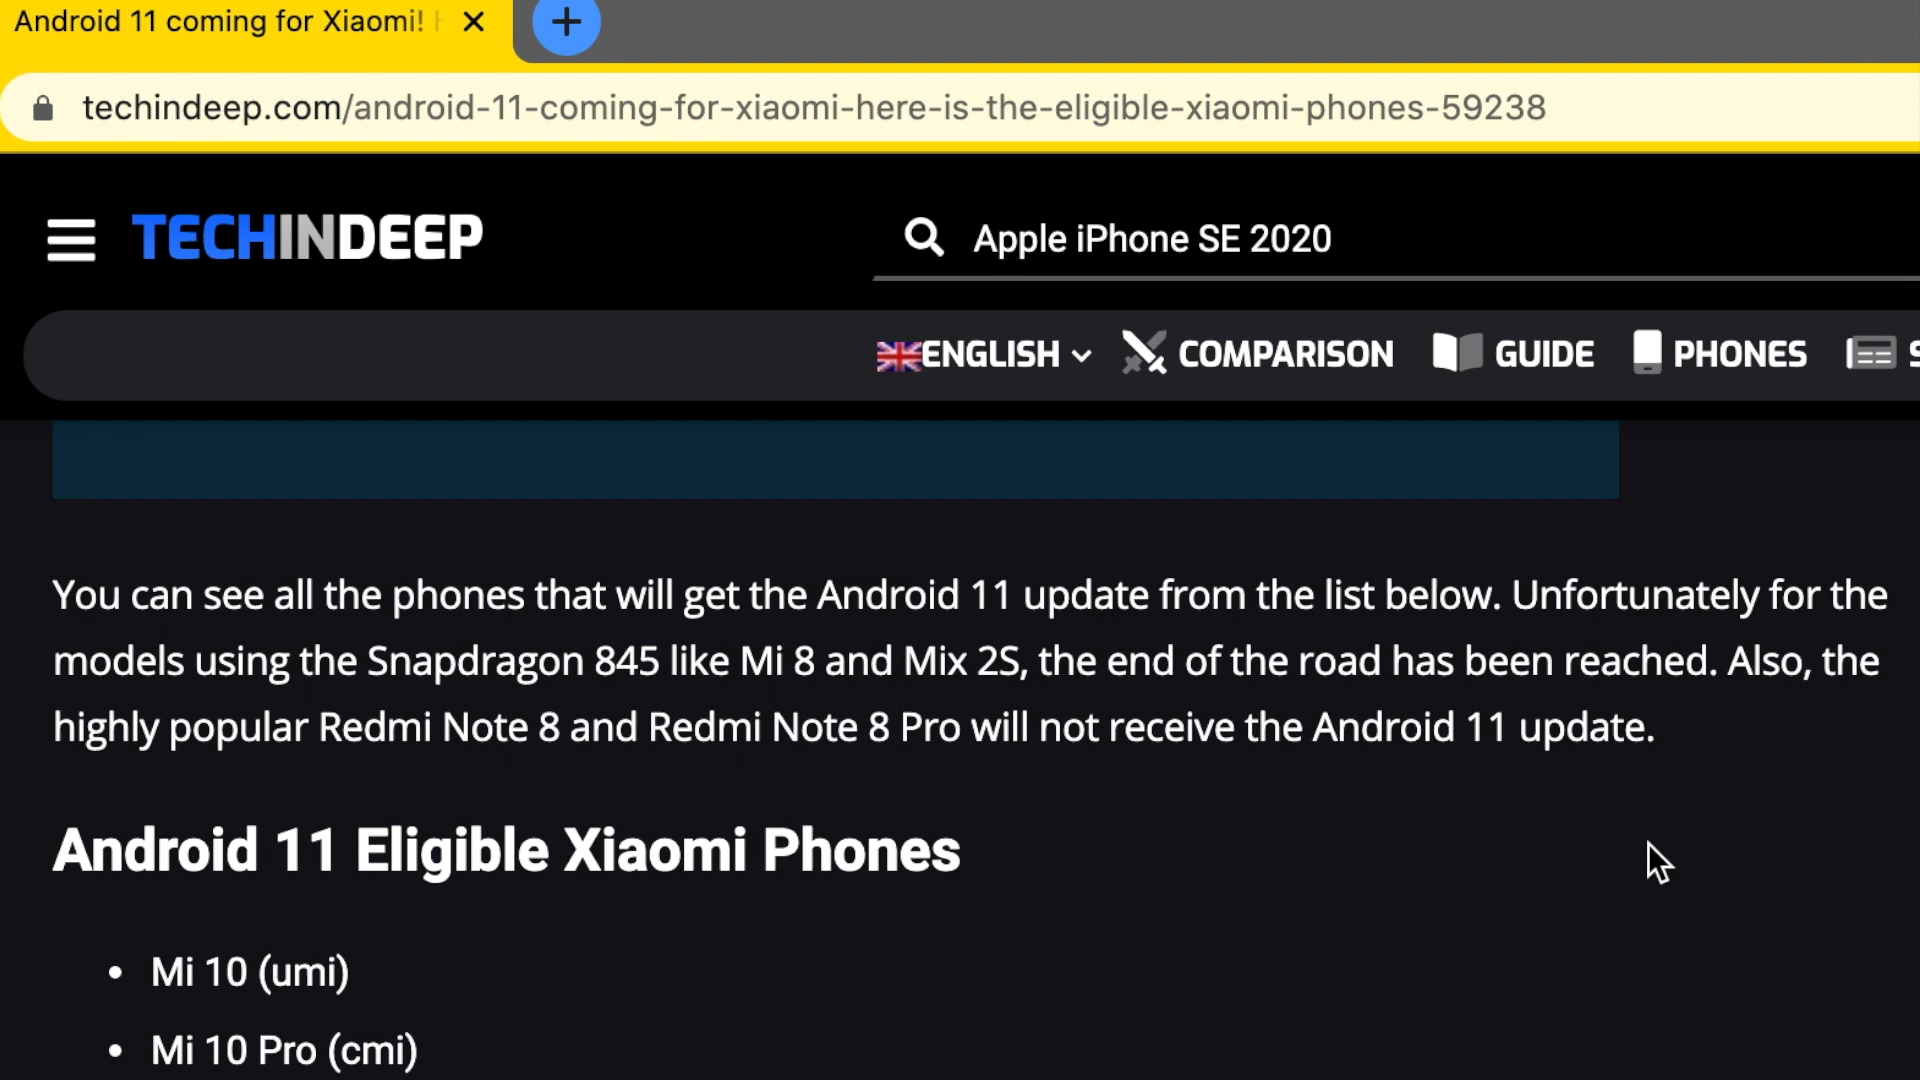 Android 11 coming for Xiaomi!
techindeep.com/android-11-coming-for-xiaomi-here-is-the-eligible-xiaomi-phones-59238
TECHINDEEP
Apple iPhone SE 2020
ENGLISH COMPARISON GUIDE PHONES
You can see all the phones that will get the Android 11 update from the list below. Unfortunately for the
models using the Snapdragon 845 like Mi 8 and Mix 2S, the end of the road has been reached. Also, the
highly popular Redmi Note 8 and Redmi Note 8 Pro will not receive the Android 11 update.
Android 11 Eligible Xiaomi Phones
• Mi 10 (umi)
• Mi 10 Pro (cmi)